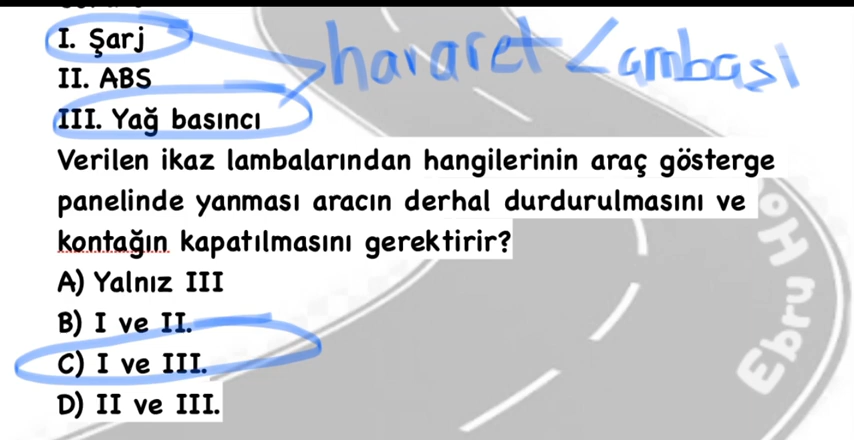 I. Şarj
hararet Lambası
II. ABS
III. Yağ basıncı
Verilen ikaz lambalarından hangilerinin araç gösterge
panelinde yanması aracın derhal durdurulmasını ve
kontağın kapatılmasını gerektirir?
A) Yalnız III
B) I ve II.
C) I ve III.
D) II ve III.
Ebru Ho